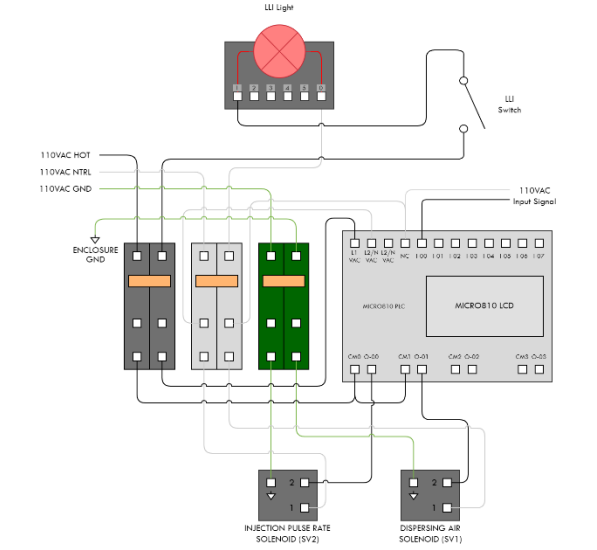 LLI Light
1 2 3 4 5 0
LLI
Switch
110VAC HOT
110VAC NTRL
110VAC GND
110VAC
Input Signal
ENCLOSURE
GND
L1 L2/N L2/N NC I 00 I 01 I 02 I 03 I 04 I 05 I 06 I 07
VAC VAC VAC
MICRO810 PLC
MICRO810 LCD
CM0 O-00 CM1 O-01 CM2 O-02 CM3 O-03
2 2
1 1
INJECTION PULSE RATE
SOLENOID (SV2)
DISPERSING AIR
SOLENOID (SV1)